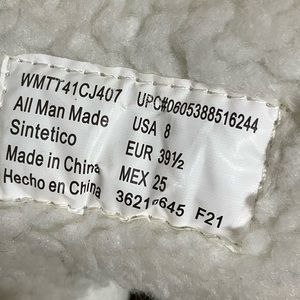 WMTT41CJ407 UPC#0605388516244
All Man Made USA 8
Sintetico EUR 39½
Made in China MEX 25
Hecho en China F21